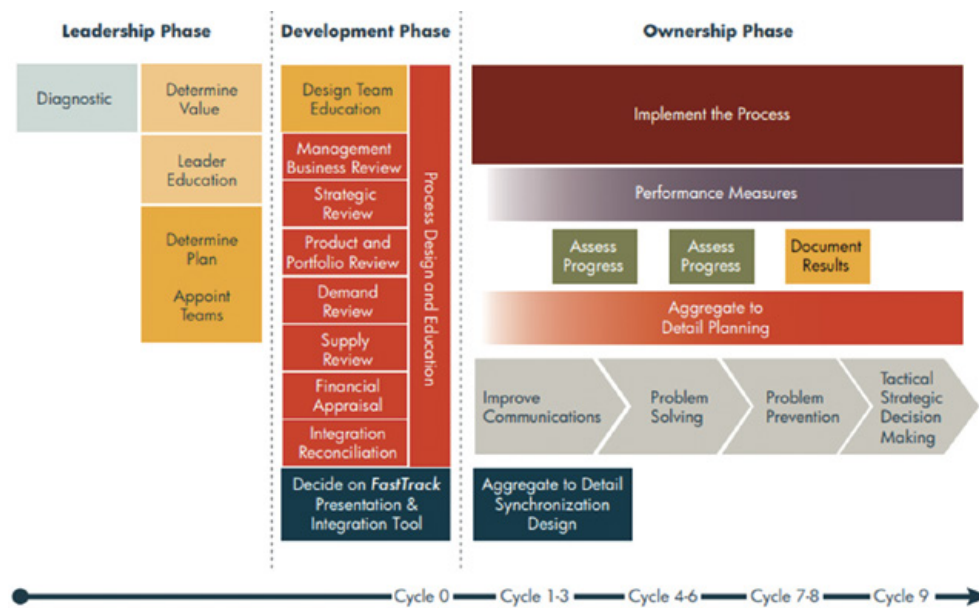 Leadership Phase
Diagnostic
Determine
Value
Leader
Education
Determine
Plan
Appoint
Teams
Development Phase
Design Team
Education
Management
Business Review
Strategic
Review
Product and
Portfolio Review
Demand
Review
Supply
Review
Financial
Appraisal
Integration
Reconciliation
Process Design and Education
Decide on FastTrack
Presentation &
Integration Tool
Ownership Phase
Implement the Process
Performance Measures
Assess
Progress
Assess
Progress
Document
Results
Aggregate to
Detail Planning
Improve
Communications
Problem
Solving
Problem
Prevention
Tactical
Strategic
Decision
Making
Aggregate to Detail
Synchronization
Design
Cycle 0
Cycle 1-3
Cycle 4-6
Cycle 7-8
Cycle 9